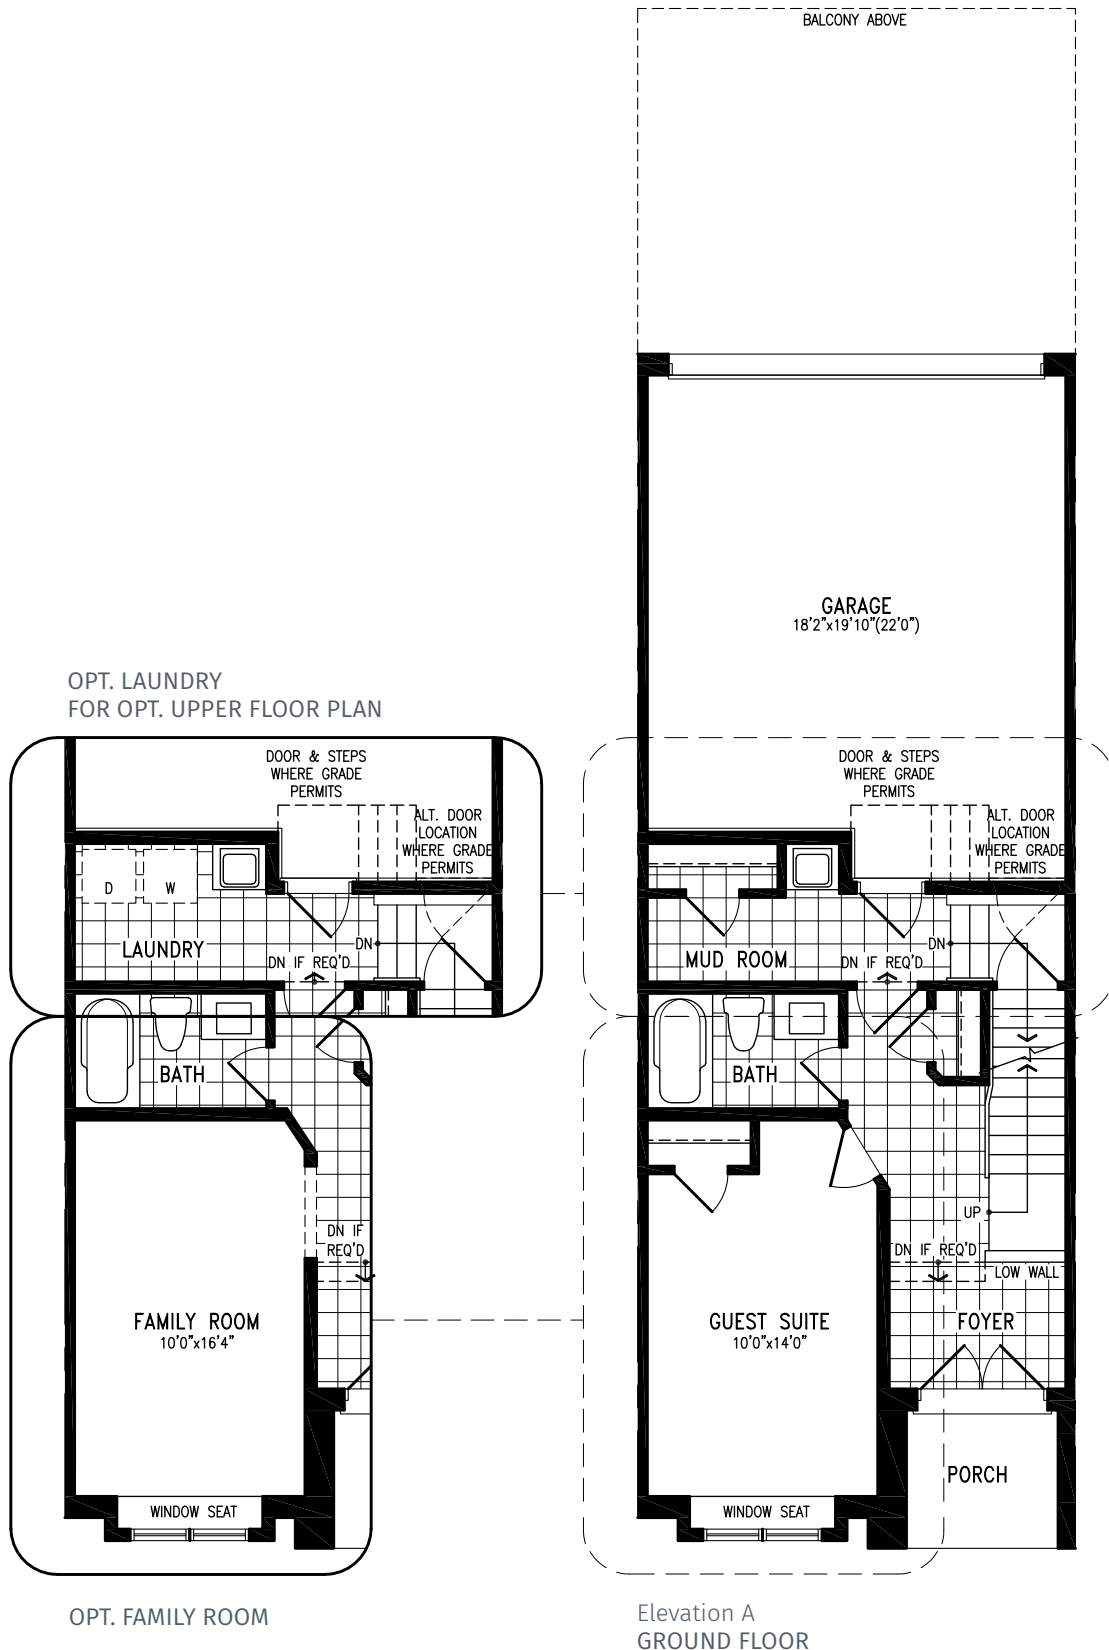 BALCONY ABOVE
GARAGE
18'2"x19'10"(22'0")
OPT. LAUNDRY
FOR OPT. UPPER FLOOR PLAN
DOOR & STEPS
WHERE GRADE
PERMITS
ALT. DOOR
LOCATION
WHERE GRADE
PERMITS
D
W
LAUNDRY
DN
DN IF REQ'D
BATH
DN IF
REQ'D
FAMILY ROOM
10'0"x16'4"
WINDOW SEAT
OPT. FAMILY ROOM
DOOR & STEPS
WHERE GRADE
PERMITS
ALT. DOOR
LOCATION
WHERE GRADE
PERMITS
MUD ROOM
DN
DN IF REQ'D
BATH
UP
DN IF REQ'D
LOW WALL
GUEST SUITE
10'0"x14'0"
FOYER
PORCH
WINDOW SEAT
Elevation A
GROUND FLOOR